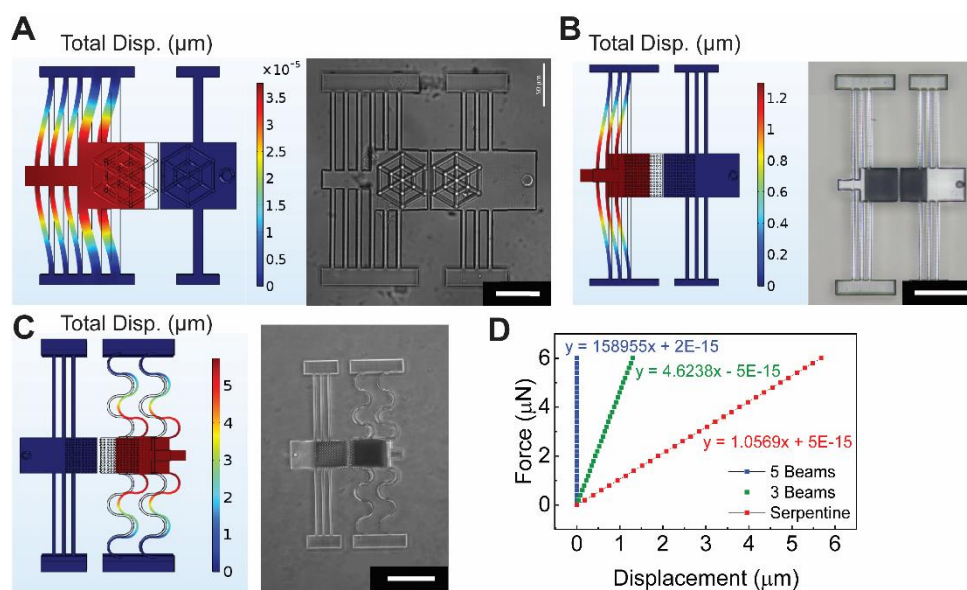 A
Total Disp. (µm)
×10⁻⁵
3.5
3
2.5
2
1.5
1
0.5
0
50 µm
B
Total Disp. (µm)
1.2
1
0.8
0.6
0.4
0.2
0
C
Total Disp. (µm)
5
4
3
2
1
0
D
y = 158955x + 2E-15
y = 4.6238x - 5E-15
y = 1.0569x + 5E-15
5 Beams
3 Beams
Serpentine
Force (µN)
6
4
2
0
0 1 2 3 4 5 6
Displacement (µm)